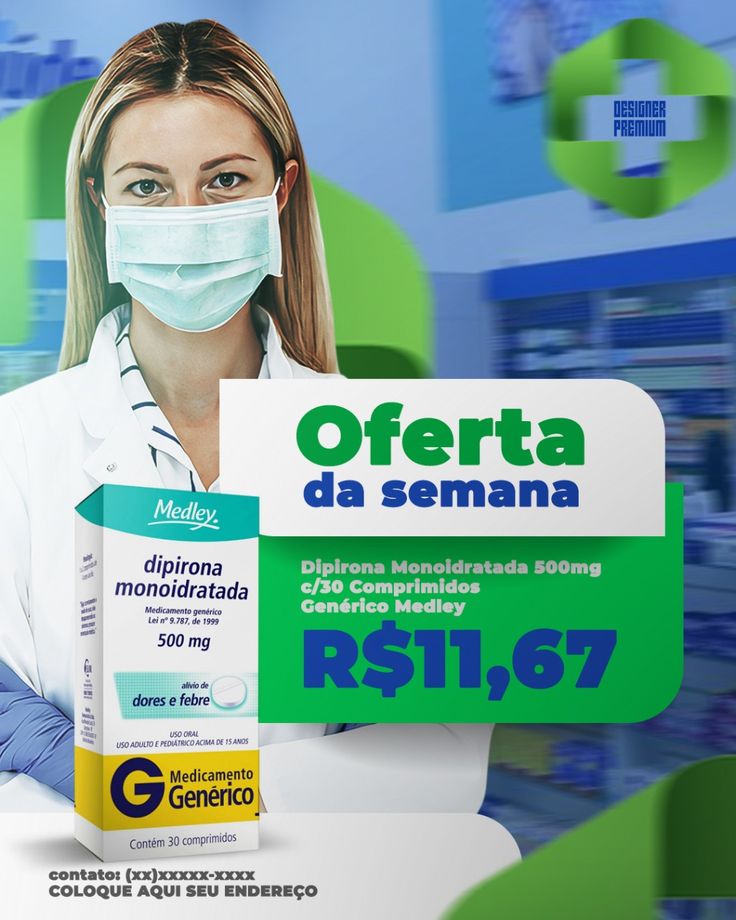 DESIGNER
PREMIUM
Oferta
da semana
Dipirona Monoidratada 500mg
c/30 Comprimidos
Genérico Medley
R$11,67
Medley.
dipirona
monoidratada
Medicamento genérico
Lei nº 9.787, de 1999
500 mg
alívio de
dores e febre
USO ORAL
USO ADULTO E PEDIÁTRICO ACIMA DE 15 ANOS
G Medicamento
Genérico
Contém 30 comprimidos
contato: (xx)xxxxx-xxxx
COLOQUE AQUI SEU ENDEREÇO